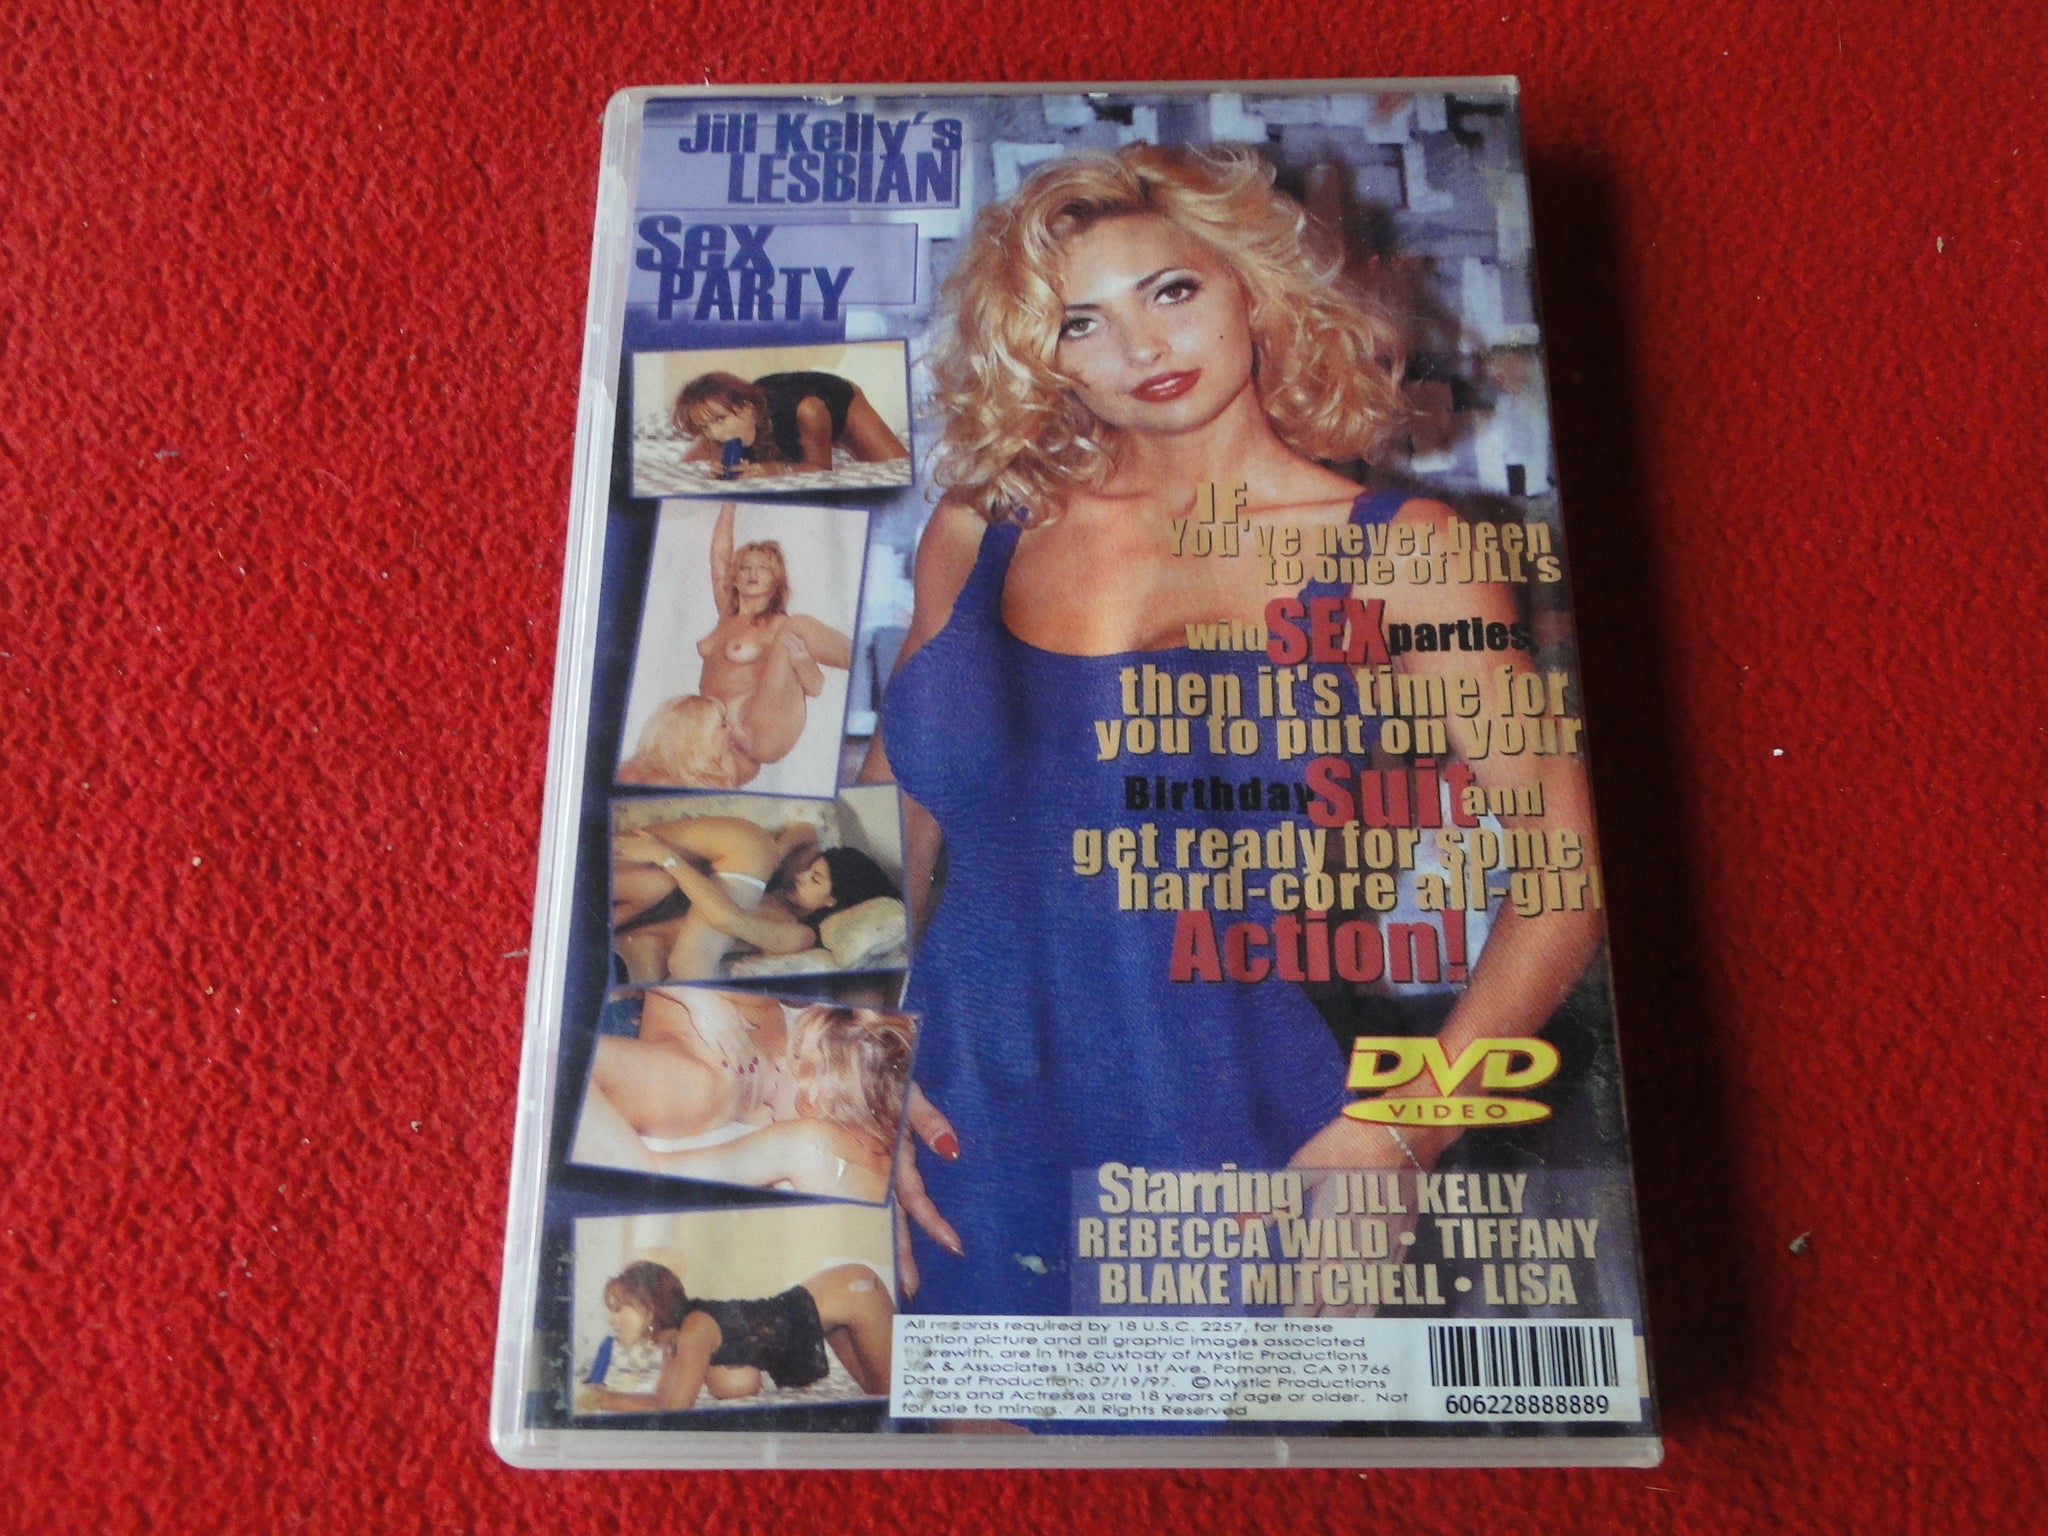 Jill Kelly's
LESBIAN
Sex
PARTY
IF
You've never been
to one of JILL's
wild SEX parties,
then it's time for
you to put on your
Birthday Suit and
get ready for some
hard-core all-girl
Action!
DVD
VIDEO
Starring JILL KELLY
REBECCA WILD • TIFFANY
BLAKE MITCHELL • LISA
All records required by 18 U.S.C. 2257, for these
motion picture and all graphic images associated
therewith, are in the custody of Mystic Productions
& Associates 1360 W 1st Ave, Pomona, CA 91766
Date of Production: 07/19/97. © Mystic Productions
Actors and Actresses are 18 years of age or older. Not
for sale to minors. All Rights Reserved
606228888889